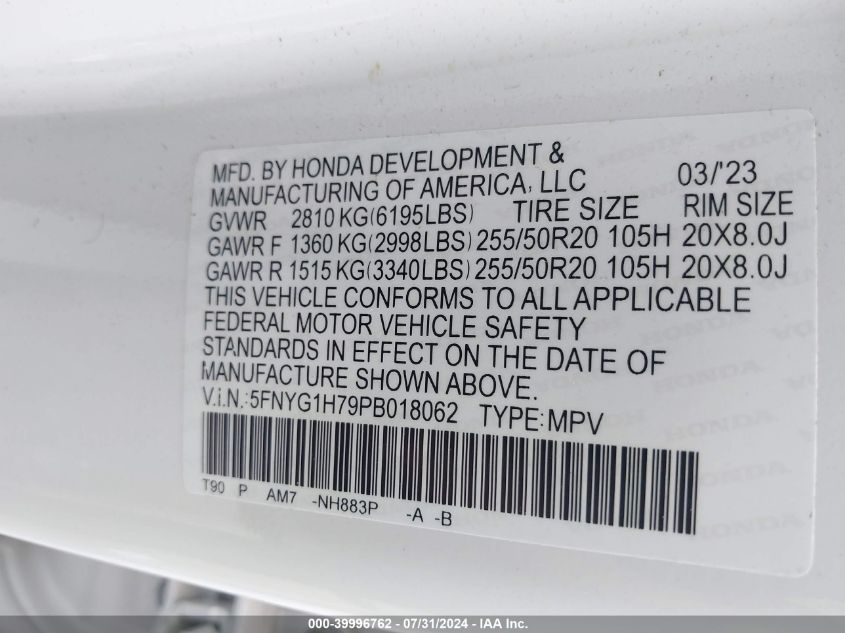 MFD. BY HONDA DEVELOPMENT &
MANUFACTURING OF AMERICA, LLC 03/'23
GVWR 2810 KG(6195LBS) TIRE SIZE RIM SIZE
GAWR F 1360 KG(2998LBS) 255/50R20 105H 20X8.0J
GAWR R 1515 KG(3340LBS) 255/50R20 105H 20X8.0J
THIS VEHICLE CONFORMS TO ALL APPLICABLE
FEDERAL MOTOR VEHICLE SAFETY
STANDARDS IN EFFECT ON THE DATE OF
MANUFACTURE SHOWN ABOVE.
V.i.N.:5FNYG1H79PB018062 TYPE:MPV
T90 P AM7 -NH883P -A -B
000-39996762 - 07/31/2024 - IAA Inc.